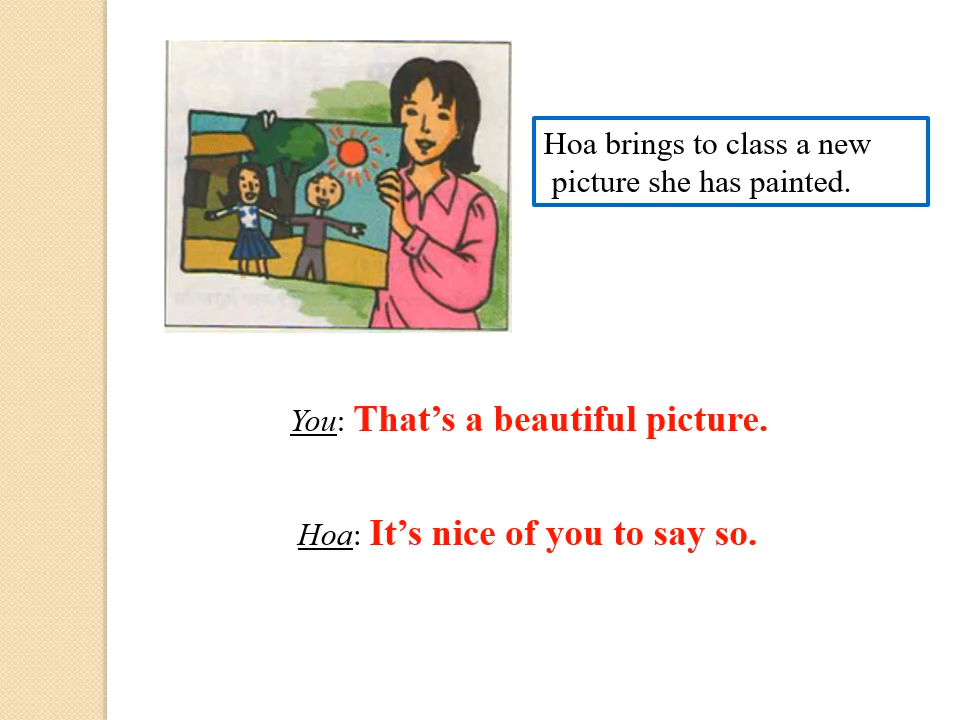 Hoa brings to class a new
picture she has painted.
You: That’s a beautiful picture.
Hoa: It’s nice of you to say so.